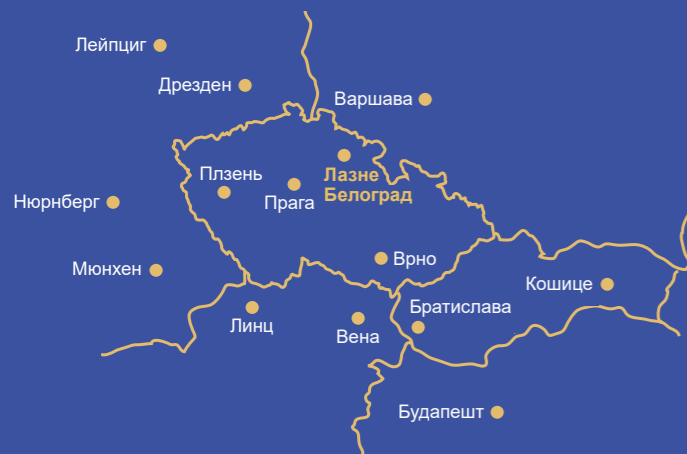 Лейпциг
Дрезден
Варшава
Плзень
Лазне
Белоград
Прага
Нюрнберг
Врно
Мюнхен
Кошице
Братислава
Линц
Вена
Будапешт